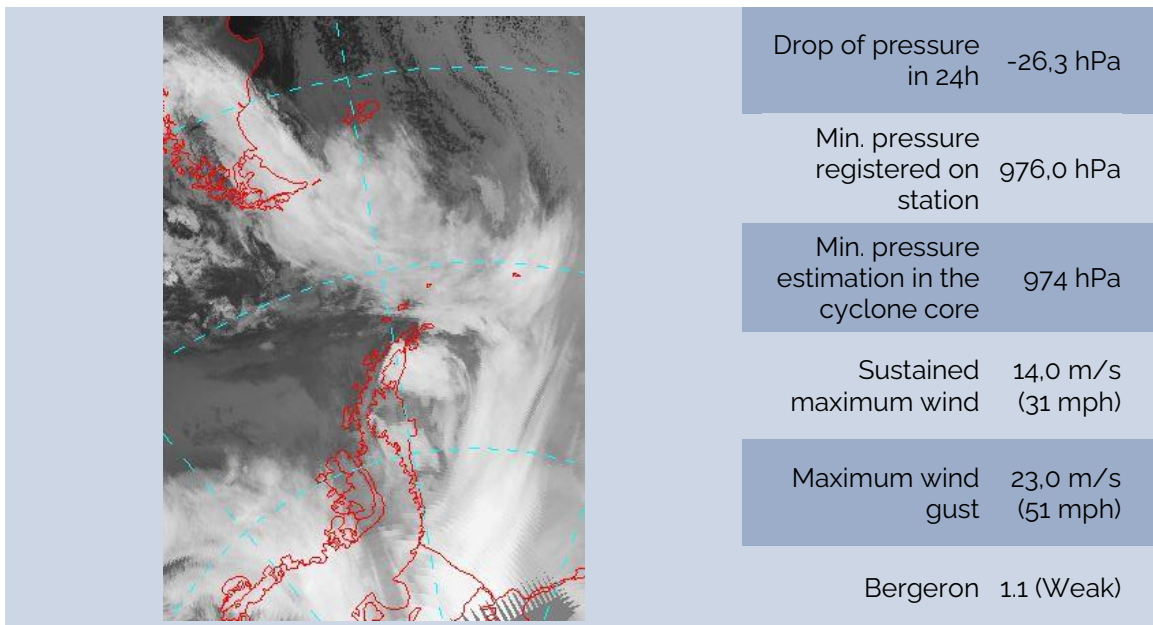 Drop of pressure
in 24h
-26,3 hPa
Min. pressure
registered on
station
976,0 hPa
Min. pressure
estimation in the
cyclone core
974 hPa
Sustained
maximum wind
14,0 m/s
(31 mph)
Maximum wind
gust
23,0 m/s
(51 mph)
Bergeron
1.1 (Weak)